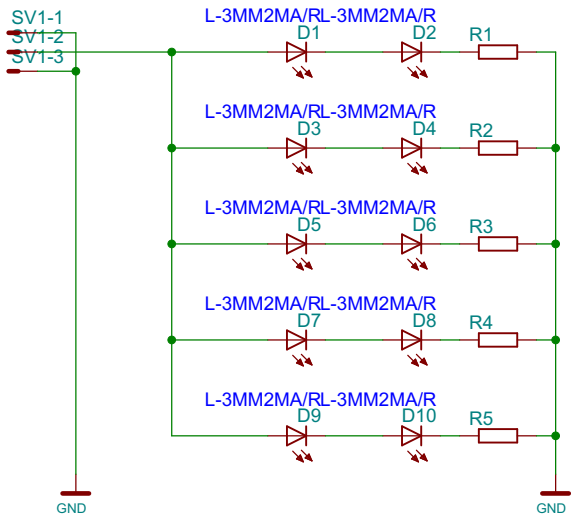 SV1-1
SV1-2
SV1-3
L-3MM2MA/RL-3MM2MA/R
D1 D2 R1
L-3MM2MA/RL-3MM2MA/R
D3 D4 R2
L-3MM2MA/RL-3MM2MA/R
D5 D6 R3
L-3MM2MA/RL-3MM2MA/R
D7 D8 R4
L-3MM2MA/RL-3MM2MA/R
D9 D10 R5
GND GND